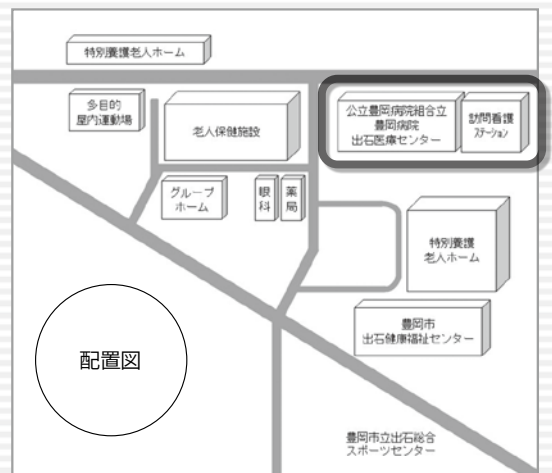 特別養護老人ホーム
多目的
屋内運動場
老人保健施設
公立豊岡病院組合立
豊岡病院
出石医療センター
訪問看護
ステーション
グループ
ホーム
眼科
薬局
特別養護
老人ホーム
豊岡市
出石健康福祉センター
配置図
豊岡市立出石総合
スポーツセンター